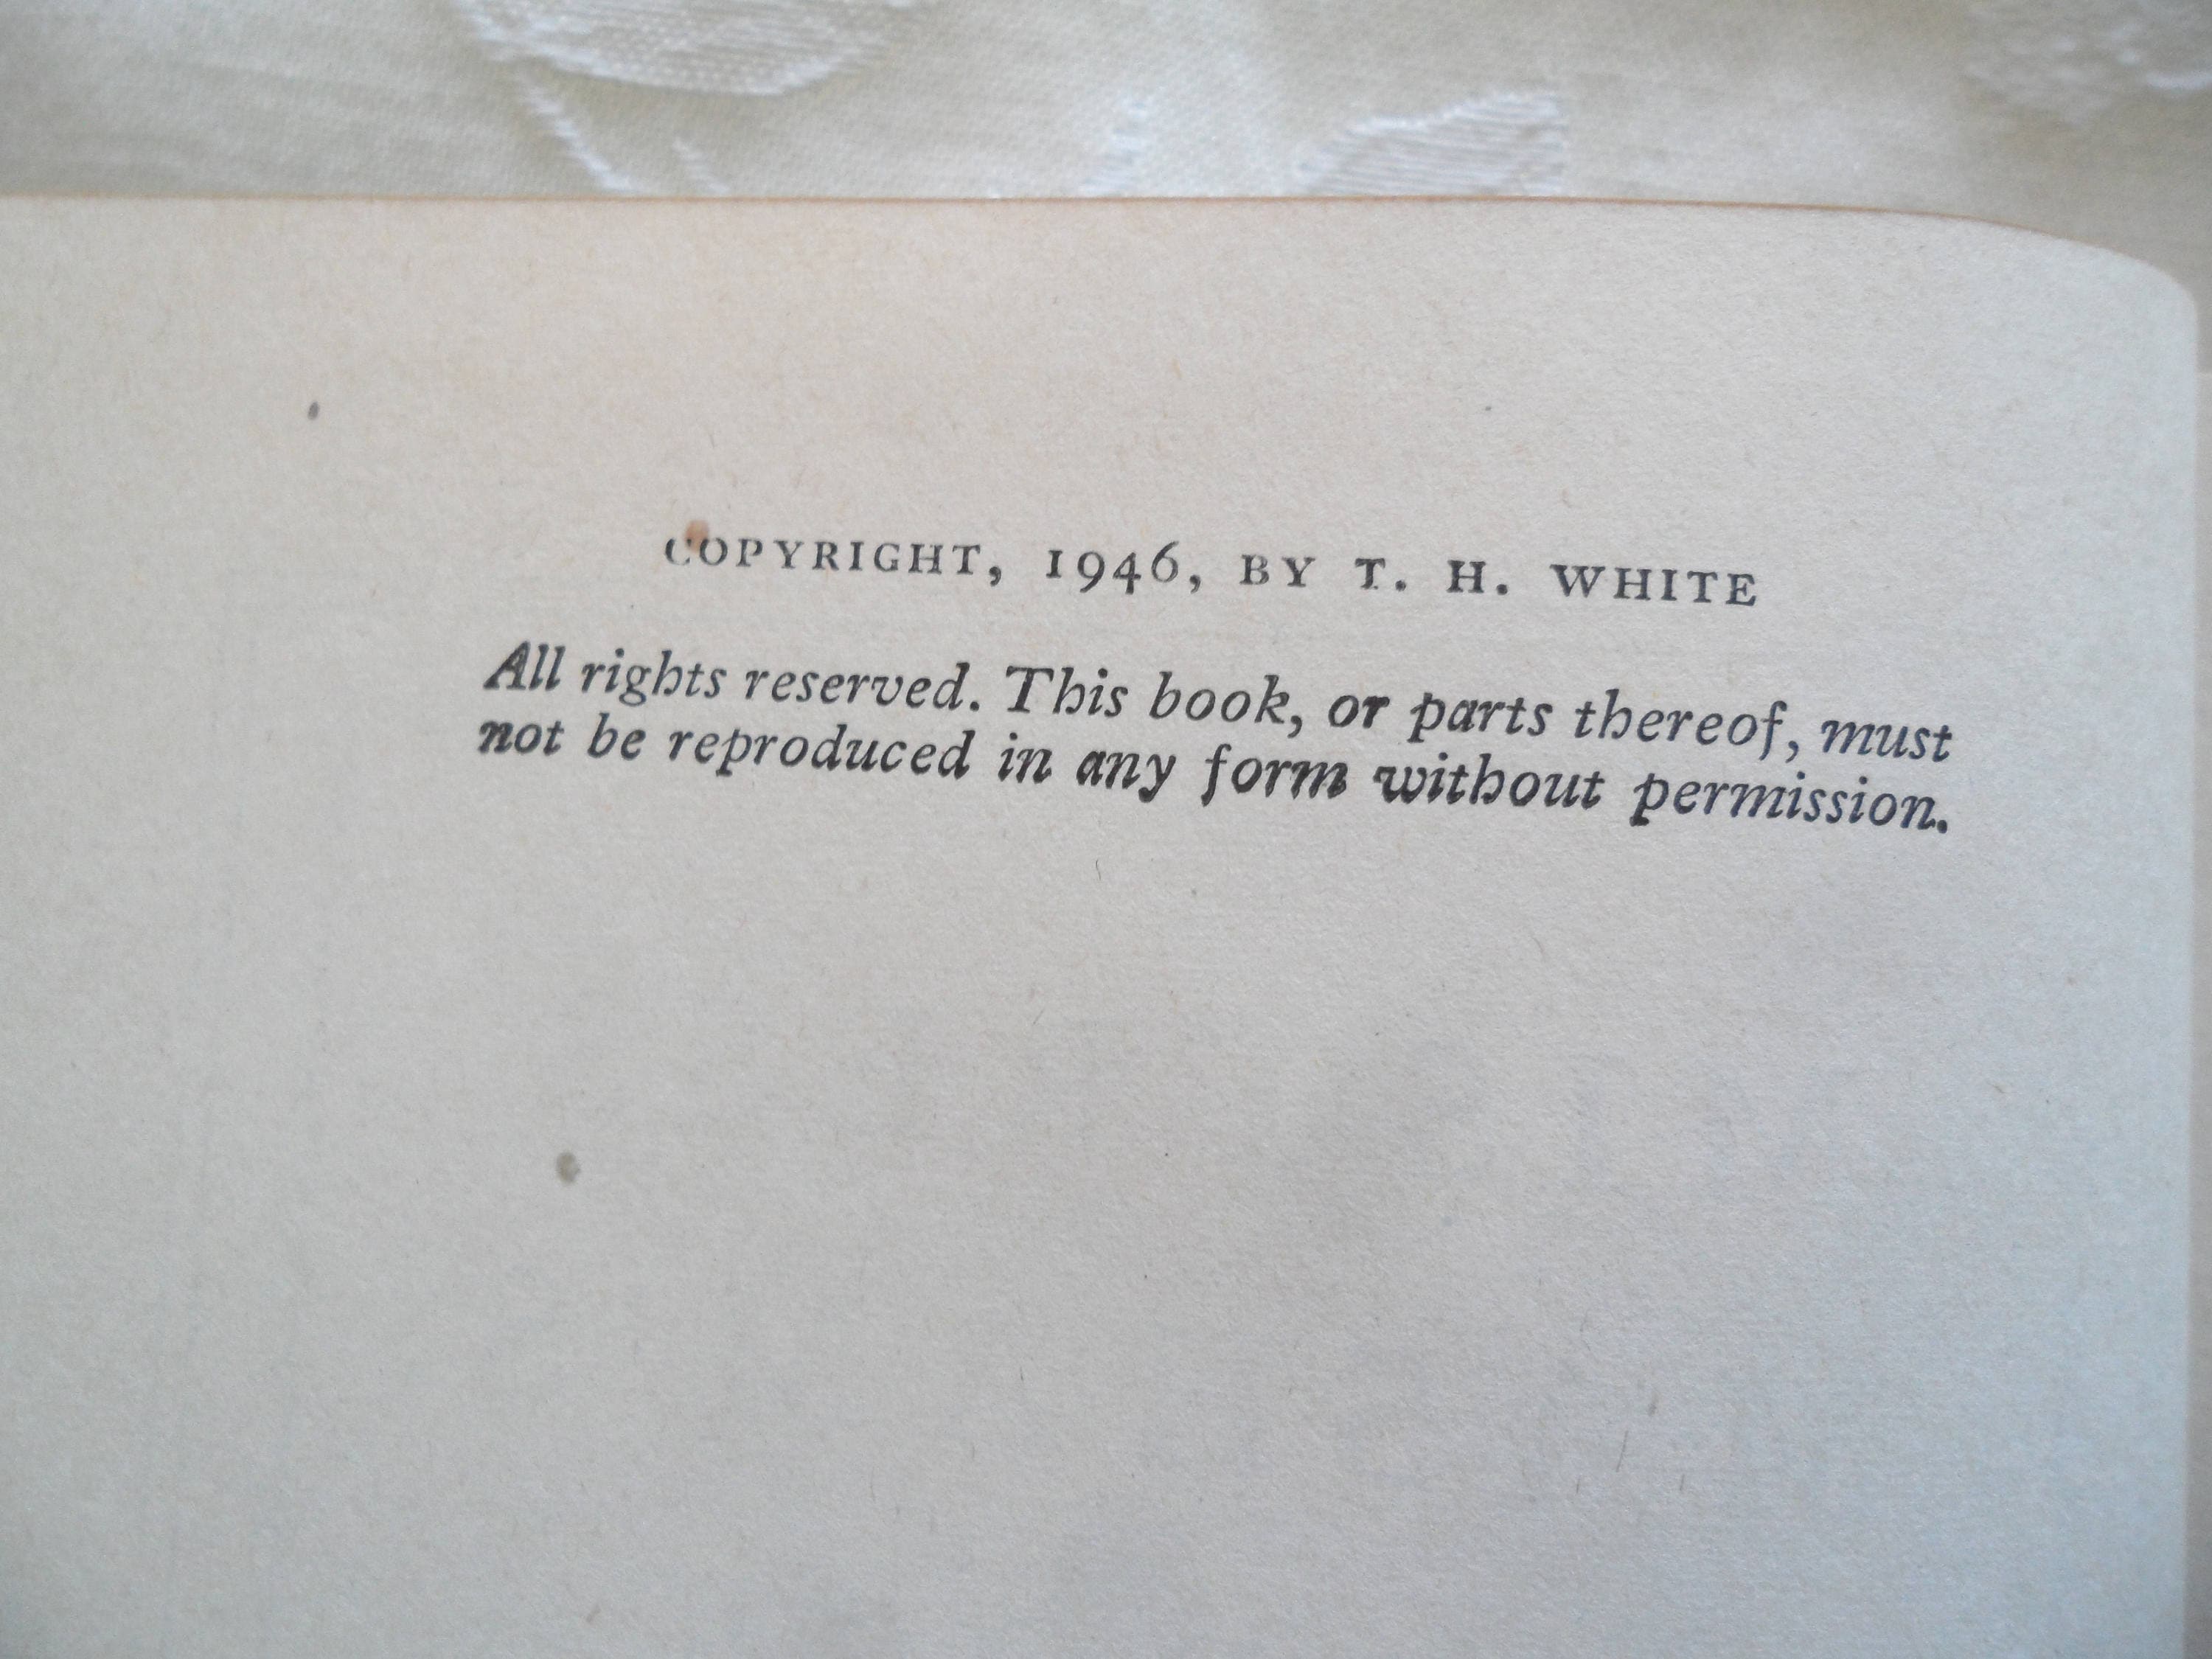 COPYRIGHT, 1946, BY T. H. WHITE
All rights reserved. This book, or parts thereof, must
not be reproduced in any form without permission.